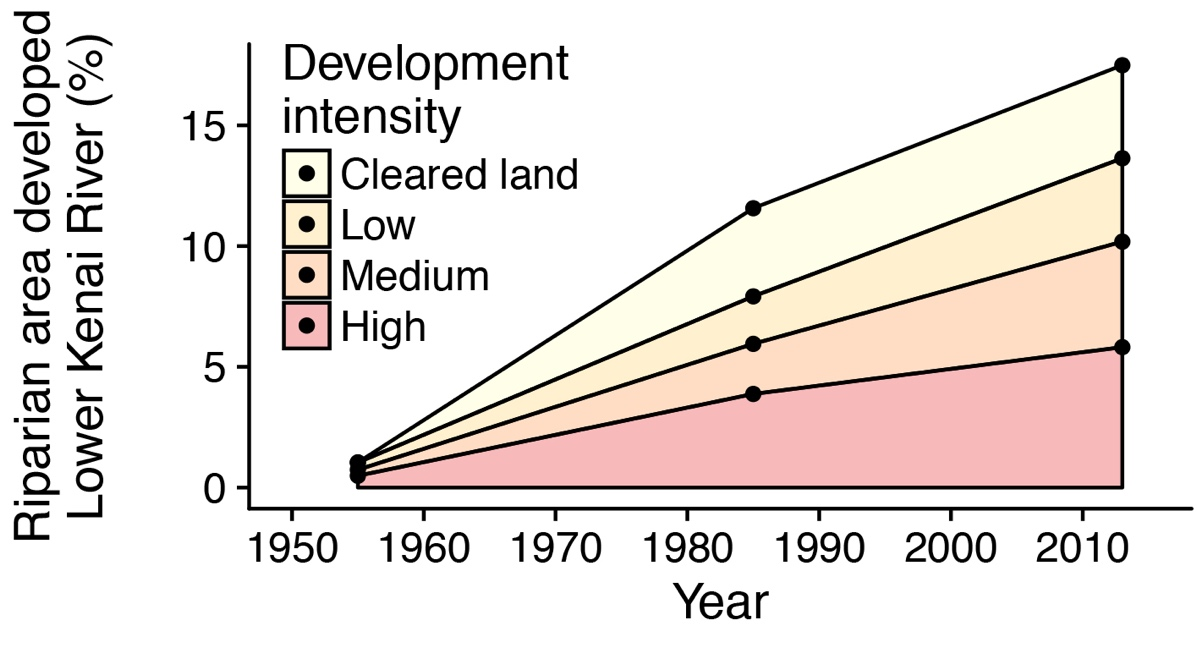 Riparian area developed
Lower Kenai River (%)
Development
intensity
Cleared land
Low
Medium
High
15
10
5
0
1950 1960 1970 1980 1990 2000 2010
Year